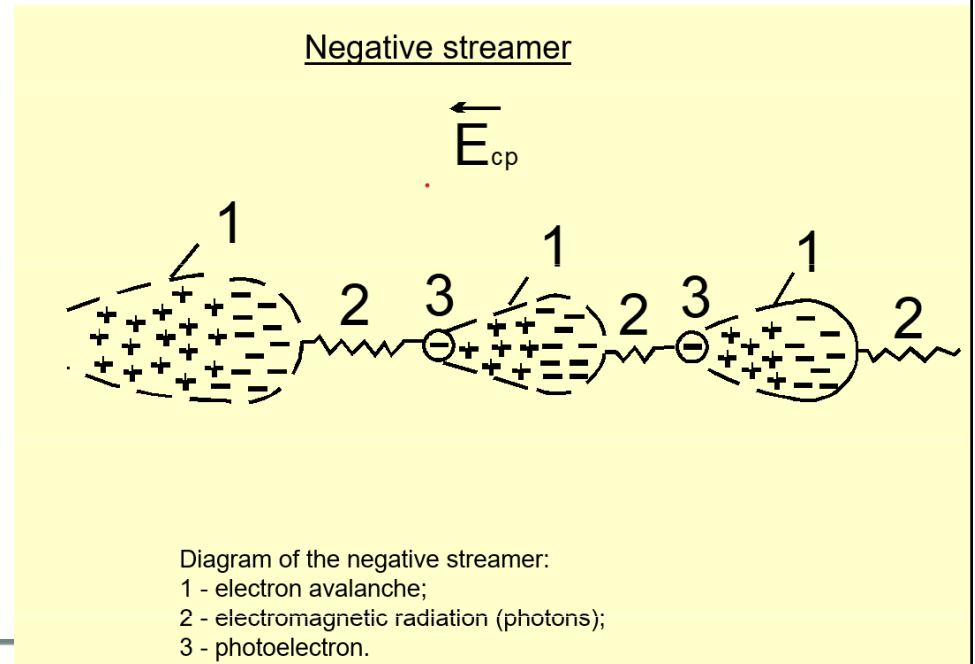 Negative streamer
Eср
1
1
1
2
3
2
3
2
Diagram of the negative streamer:
1 - electron avalanche;
2 - electromagnetic radiation (photons);
3 - photoelectron.